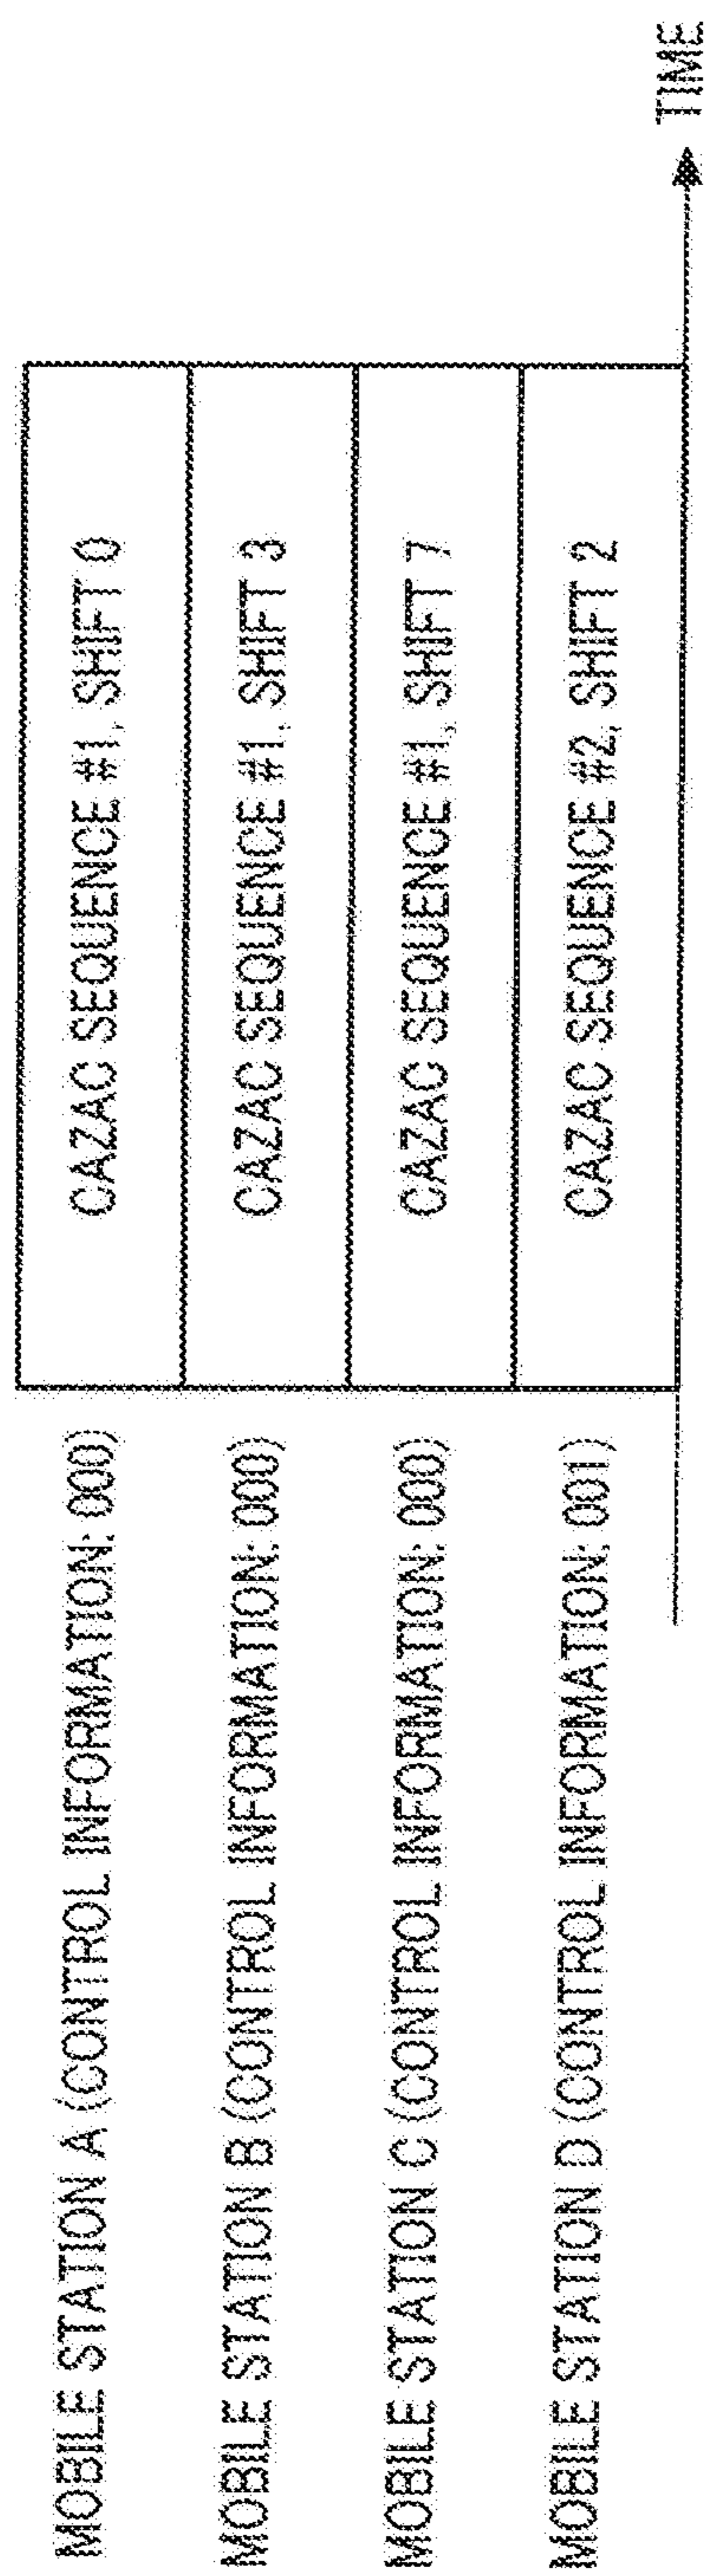 MOBILE STATION A (CONTROL INFORMATION: 000) CAZAC SEQUENCE #1, SHIFT 0
MOBILE STATION B (CONTROL INFORMATION: 000) CAZAC SEQUENCE #1, SHIFT 3
MOBILE STATION C (CONTROL INFORMATION: 000) CAZAC SEQUENCE #1, SHIFT 7
MOBILE STATION D (CONTROL INFORMATION: 001) CAZAC SEQUENCE #2, SHIFT 2
TIME